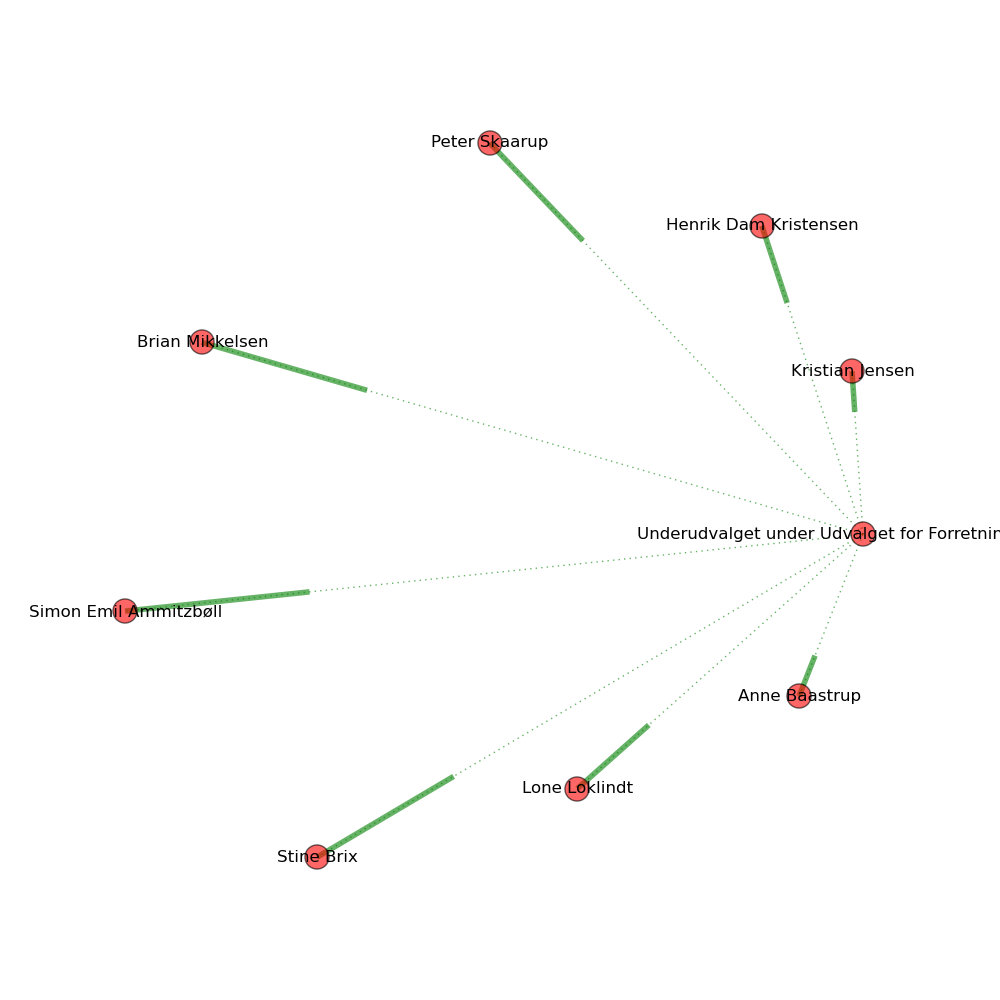 Peter Skaarup
Henrik Dam Kristensen
Brian Mikkelsen
Kristian Jensen
Underudvalget under Udvalget for
Simon Emil Ammitzbøll
Anne Baastrup
Lone Loklindt
Stine Brix